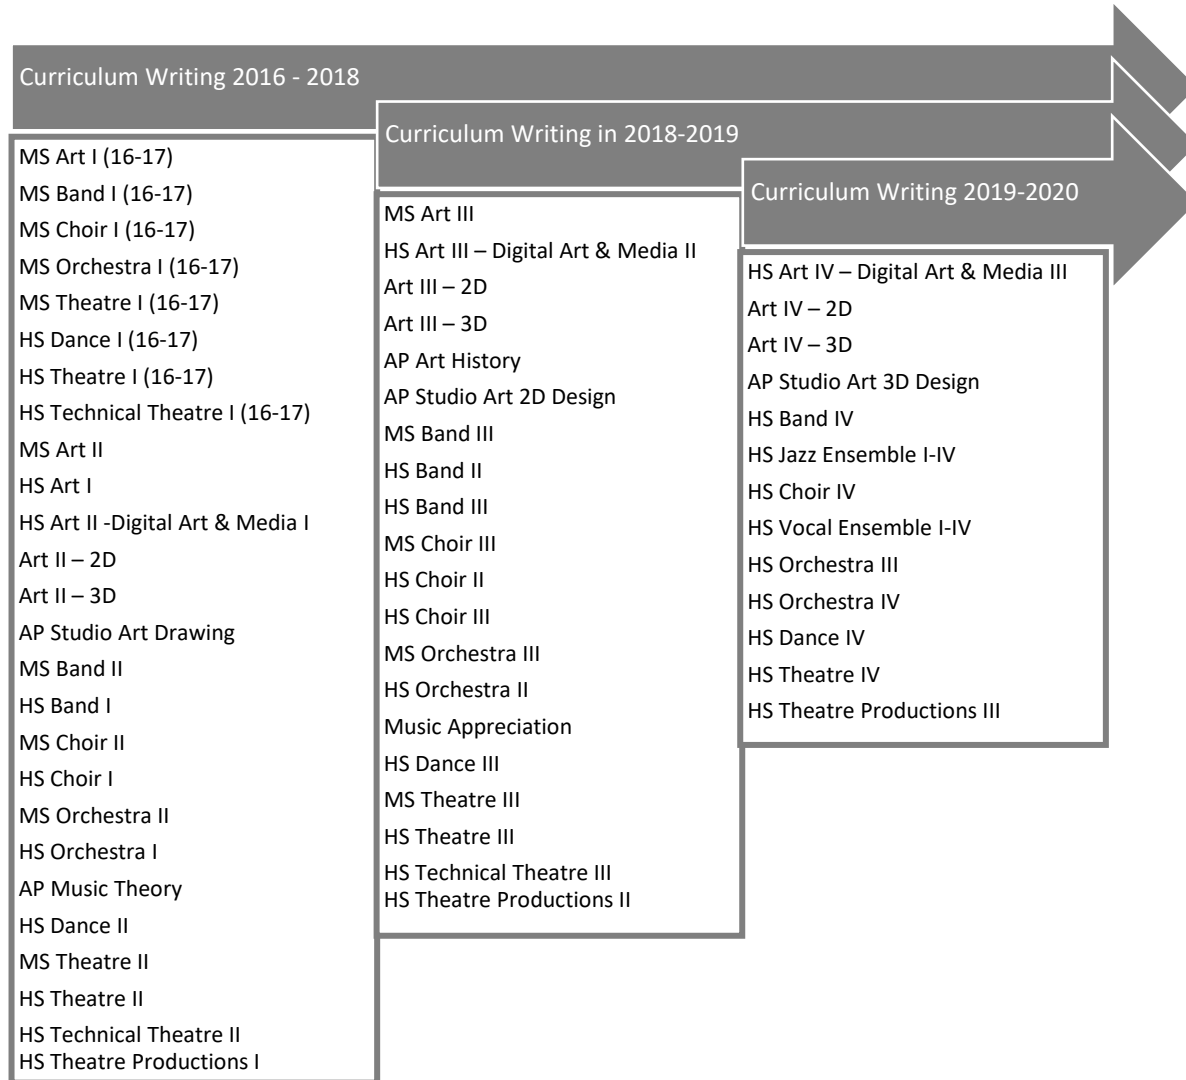 Curriculum Writing 2016 - 2018
MS Art I (16-17)
MS Band I (16-17)
MS Choir I (16-17)
MS Orchestra I (16-17)
MS Theatre I (16-17)
HS Dance I (16-17)
HS Theatre I (16-17)
HS Technical Theatre I (16-17)
MS Art II
HS Art I
HS Art II -Digital Art & Media I
Art II – 2D
Art II – 3D
AP Studio Art Drawing
MS Band II
HS Band I
MS Choir II
HS Choir I
MS Orchestra II
HS Orchestra I
AP Music Theory
HS Dance II
MS Theatre II
HS Theatre II
HS Technical Theatre II
HS Theatre Productions I
Curriculum Writing in 2018-2019
MS Art III
HS Art III – Digital Art & Media II
Art III – 2D
Art III – 3D
AP Art History
AP Studio Art 2D Design
MS Band III
HS Band II
HS Band III
MS Choir III
HS Choir II
HS Choir III
MS Orchestra III
HS Orchestra II
Music Appreciation
HS Dance III
MS Theatre III
HS Theatre III
HS Technical Theatre III
HS Theatre Productions II
Curriculum Writing 2019-2020
HS Art IV – Digital Art & Media III
Art IV – 2D
Art IV – 3D
AP Studio Art 3D Design
HS Band IV
HS Jazz Ensemble I-IV
HS Choir IV
HS Vocal Ensemble I-IV
HS Orchestra III
HS Orchestra IV
HS Dance IV
HS Theatre IV
HS Theatre Productions III